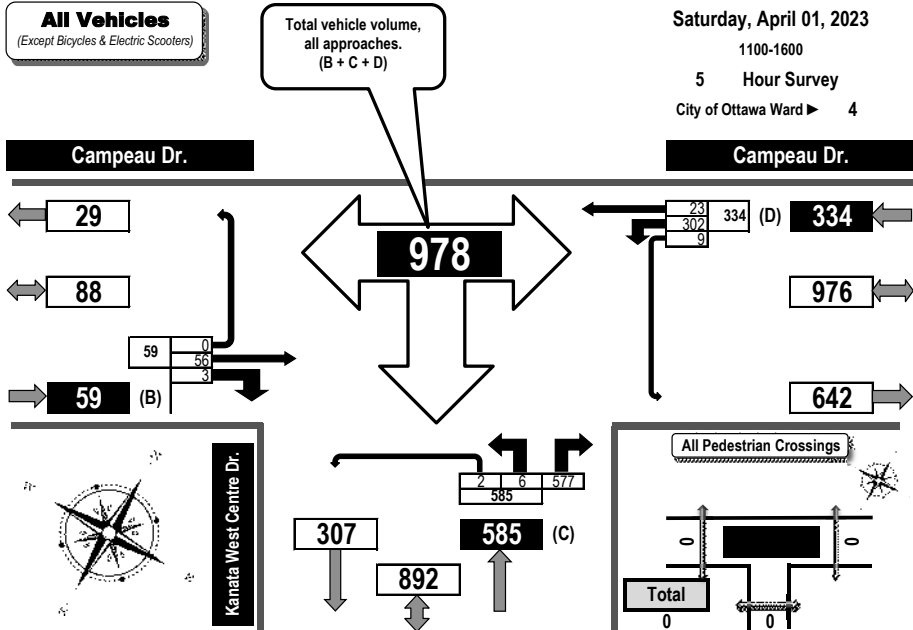 All Vehicles
(Except Bicycles & Electric Scooters)
Total vehicle volume,
all approaches.
(B + C + D)
Saturday, April 01, 2023
1100-1600
5 Hour Survey
City of Ottawa Ward ► 4
Campeau Dr.
Campeau Dr.
29
88
59
0
56
3
59 (B)
978
23
302
9
334
(D)
334
976
642
Kanata West Centre Dr.
2 6 577
585
307
585 (C)
892
All Pedestrian Crossings
0
0
Total
0
0